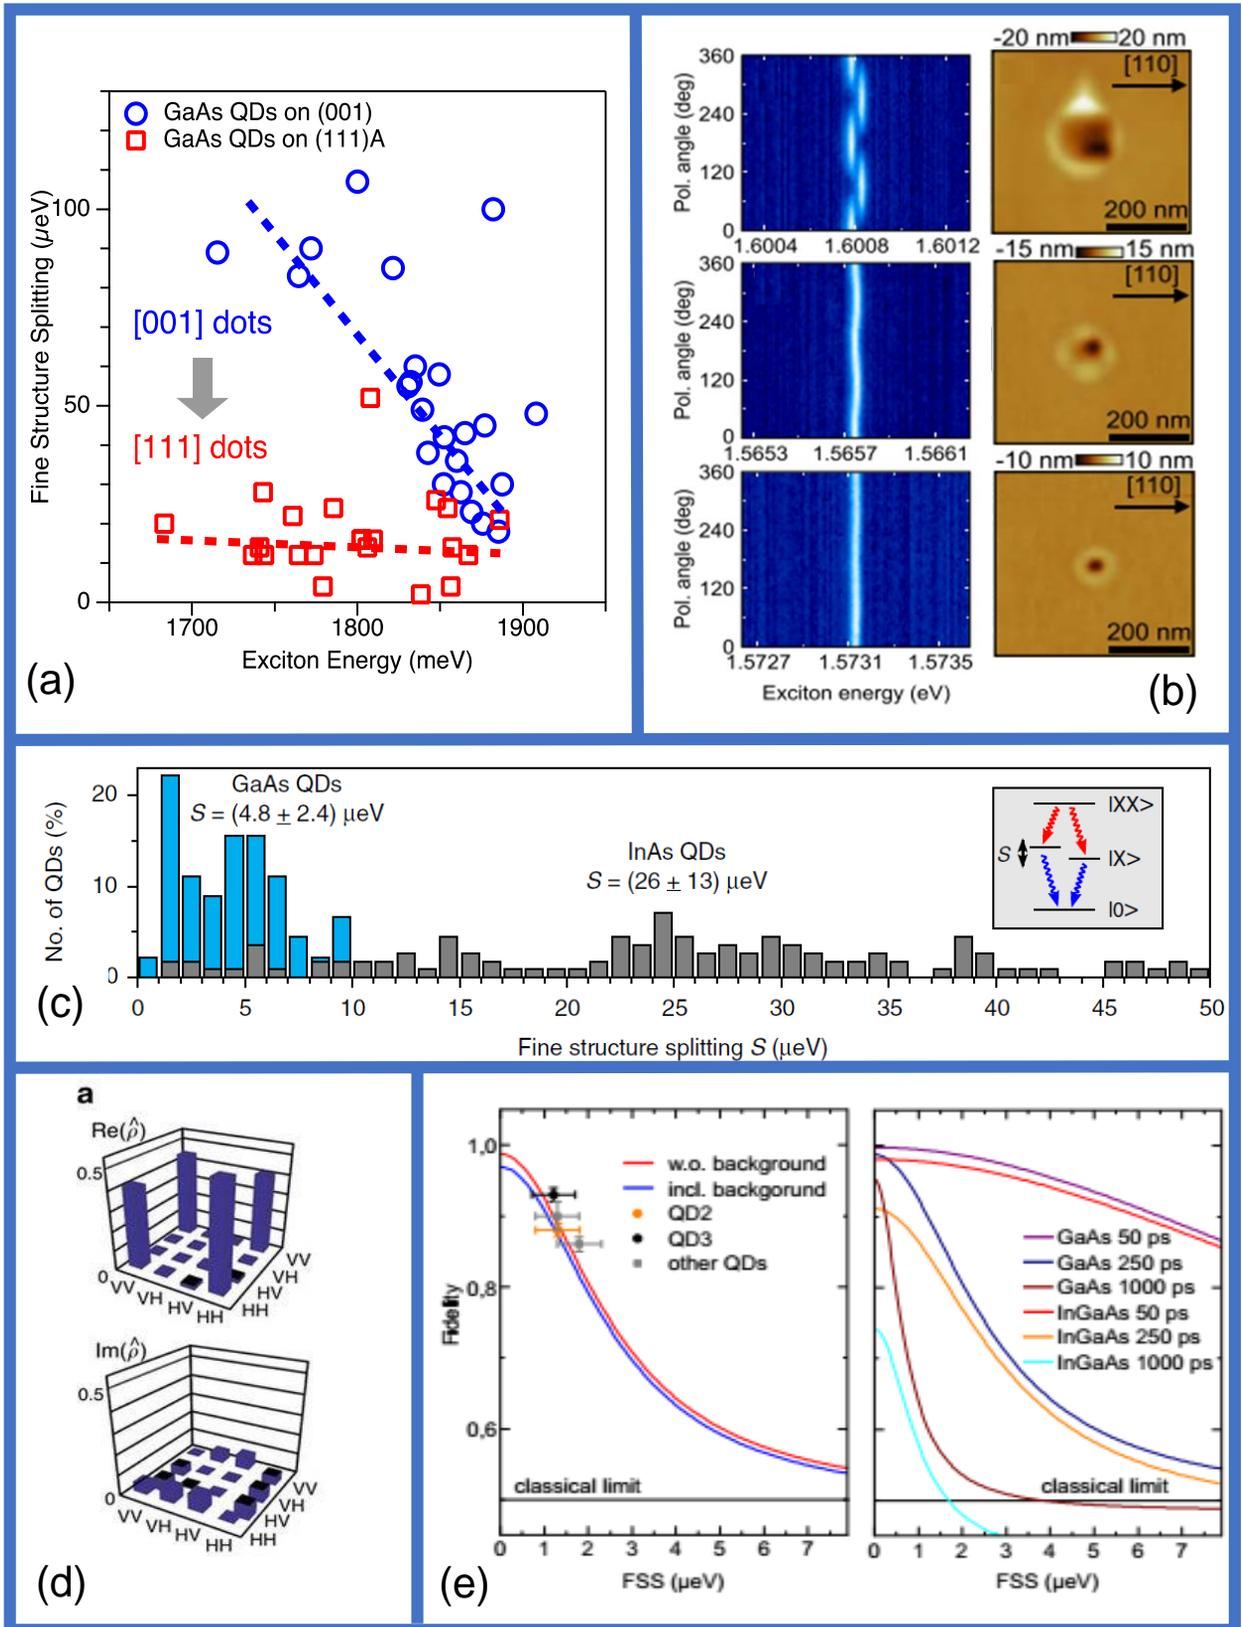 GaAs QDs on (001)
GaAs QDs on (111)A
Fine Structure Splitting (µeV)
100
50
0
[001] dots
[111] dots
1700
1800
1900
Exciton Energy (meV)
(a)
Pol. angle (deg)
360
240
120
0
1.6004
1.6008
1.6012
-20 nm
20 nm
[110]
200 nm
Pol. angle (deg)
360
240
120
0
1.5653
1.5657
1.5661
-15 nm
15 nm
[110]
200 nm
Pol. angle (deg)
360
240
120
0
1.5727
1.5731
1.5735
Exciton energy (eV)
-10 nm
10 nm
[110]
200 nm
(b)
No. of QDs (%)
20
10
0
GaAs QDs
S = (4.8 ± 2.4) µeV
InAs QDs
S = (26 ± 13) µeV
|XX>
S
|X>
|0>
0
5
10
15
20
25
30
35
40
45
50
Fine structure splitting S (µeV)
(c)
a
Re(ρ̂)
0.5
0
VV
VH
HV
HH
HH
HV
VH
VV
Im(ρ̂)
0.5
0
VV
VH
HV
HH
HH
HV
VH
VV
(d)
Fidelity
1,0
0,8
0,6
w.o. background
incl. backgorund
QD2
QD3
other QDs
classical limit
0
1
2
3
4
5
6
7
FSS (µeV)
GaAs 50 ps
GaAs 250 ps
GaAs 1000 ps
InGaAs 50 ps
InGaAs 250 ps
InGaAs 1000 ps
classical limit
0
1
2
3
4
5
6
7
FSS (µeV)
(e)